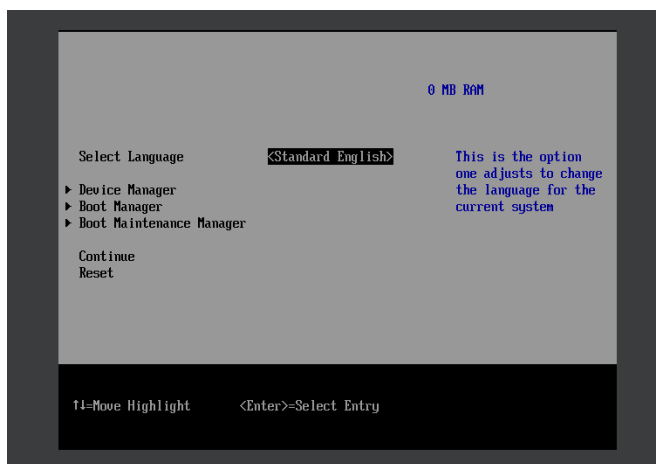 0 MB RAM
Select Language <Standard English> This is the option
one adjusts to change
▶ Device Manager the language for the
▶ Boot Manager current system
▶ Boot Maintenance Manager
Continue
Reset
↑↓=Move Highlight <Enter>=Select Entry